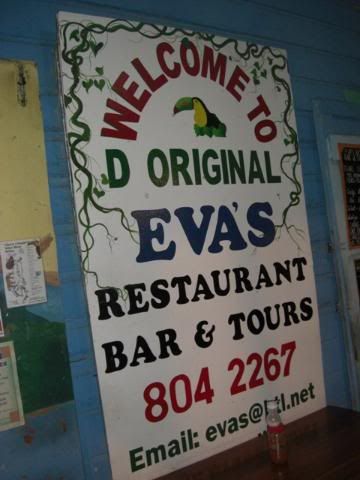 WELCOME TO
D ORIGINAL
EVA'S
RESTAURANT
BAR & TOURS
804 2267
Email: evas@btl.net